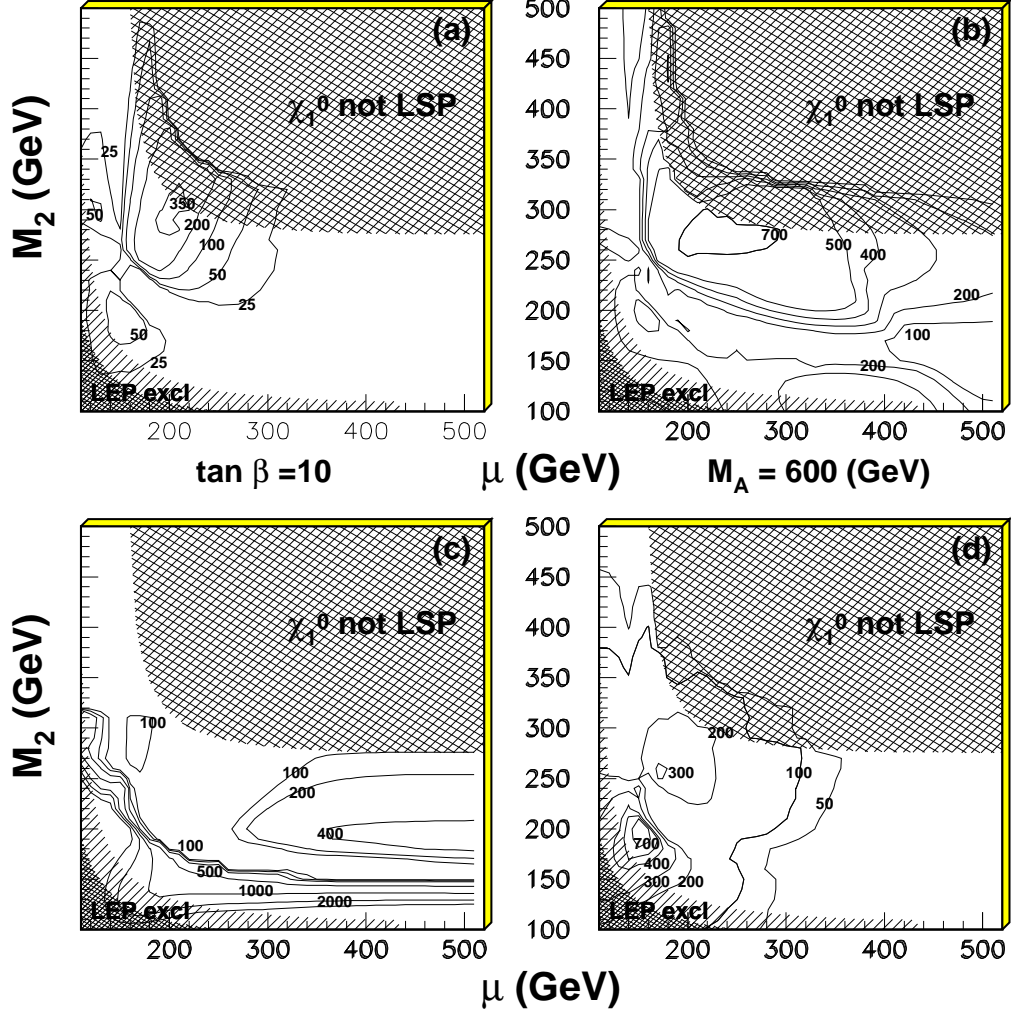 500
450
400
350
300
250
200
150
100
(a)
(b)
χ₁⁰ not LSP
χ₁⁰ not LSP
M₂ (GeV)
25
50
350
200
100
50
25
50
25
LEP excl
700
500
400
200
100
200
LEP excl
200 300 400 500
200 300 400 500
tan β =10
μ (GeV)
M_A = 600 (GeV)
500
450
400
350
300
250
200
150
100
(c)
(d)
χ₁⁰ not LSP
χ₁⁰ not LSP
M₂ (GeV)
100
100
200
400
100
500
1000
2000
LEP excl
200
300
100
50
700
400
300 200
LEP excl
200 300 400 500
200 300 400 500
μ (GeV)